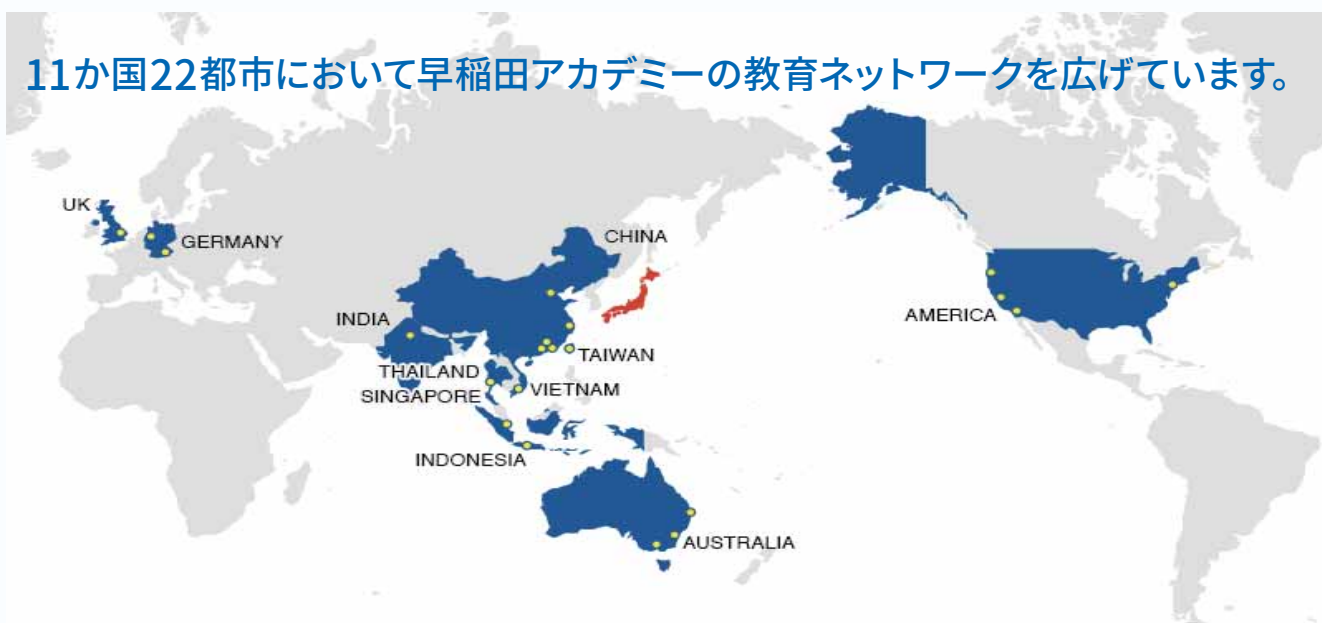 11か国22都市において早稲田アカデミーの教育ネットワークを広げています。
UK
GERMANY
CHINA
INDIA
AMERICA
TAIWAN
THAILAND
VIETNAM
SINGAPORE
INDONESIA
AUSTRALIA